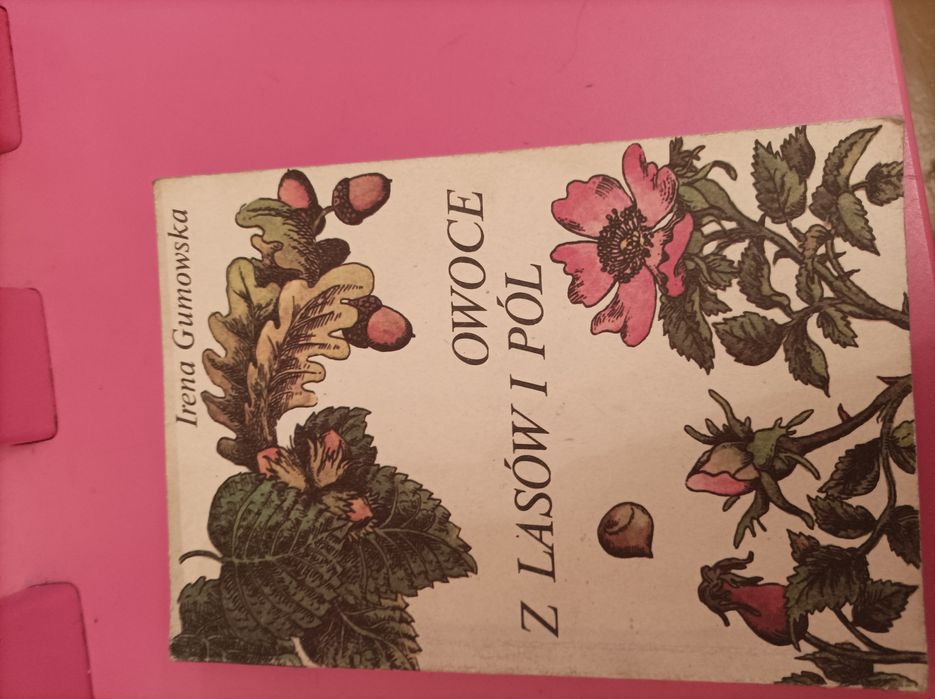 Irena Gumowska
OWOCE
Z LASÓW I PÓL